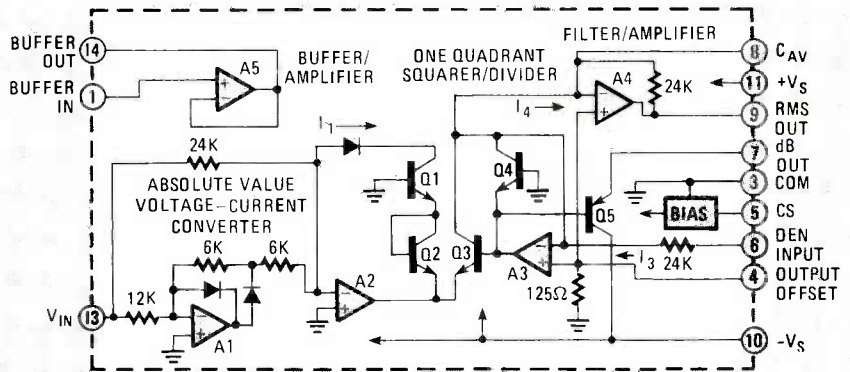 BUFFER OUT
14
BUFFER IN
1
A5
BUFFER/
AMPLIFIER
ONE QUADRANT
SQUARER/DIVIDER
FILTER/AMPLIFIER
A4
24K
8
CAV
11
+VS
9
RMS
OUT
7
dB
OUT
3
COM
BIAS
5
CS
6
DEN
INPUT
24K
4
OUTPUT
OFFSET
10
-VS
I1
I4
I3
24K
ABSOLUTE VALUE
VOLTAGE-CURRENT
CONVERTER
6K
6K
12K
VIN
13
A1
A2
Q1
Q2
Q3
Q4
Q5
A3
125Ω